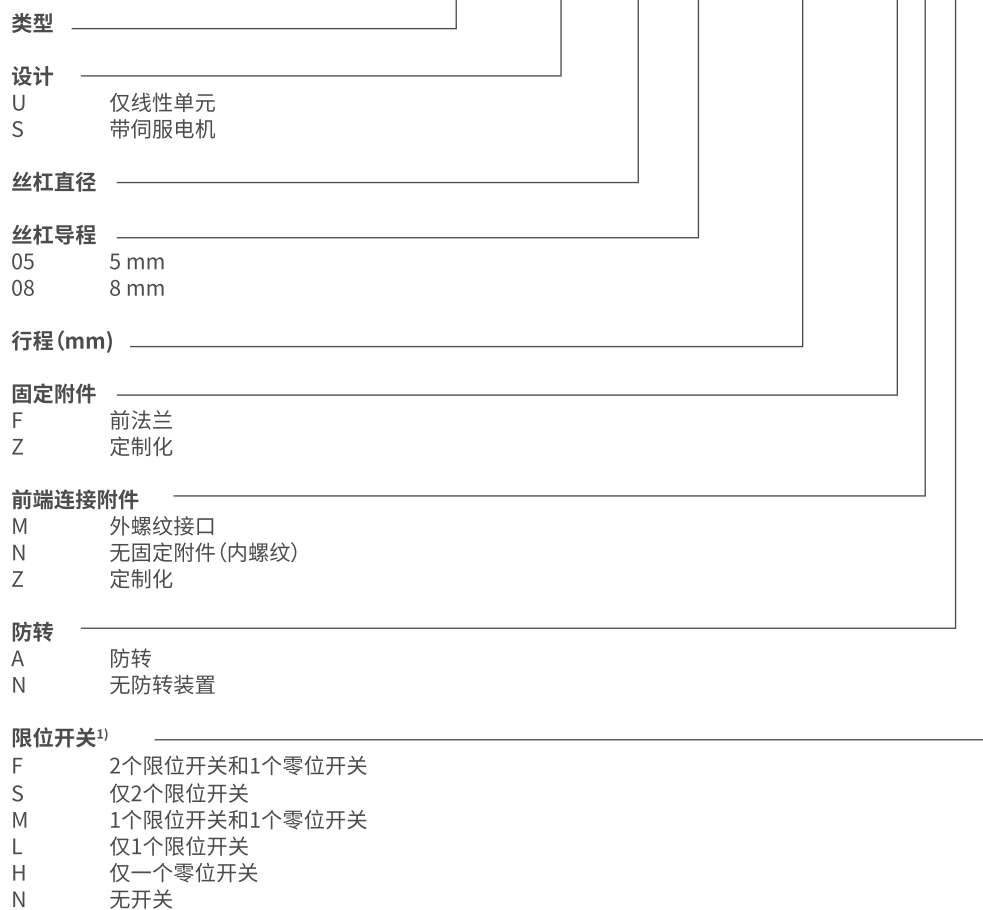 类型
设计
U 仅线性单元
S 带伺服电机
丝杠直径
丝杠导程
05 5 mm
08 8 mm
行程(mm)
固定附件
F 前法兰
Z 定制化
前端连接附件
M 外螺纹接口
N 无固定附件(内螺纹)
Z 定制化
防转
A 防转
N 无防转装置
限位开关¹⁾
F 2个限位开关和1个零位开关
S 仅2个限位开关
M 1个限位开关和1个零位开关
L 仅1个限位开关
H 仅一个零位开关
N 无开关